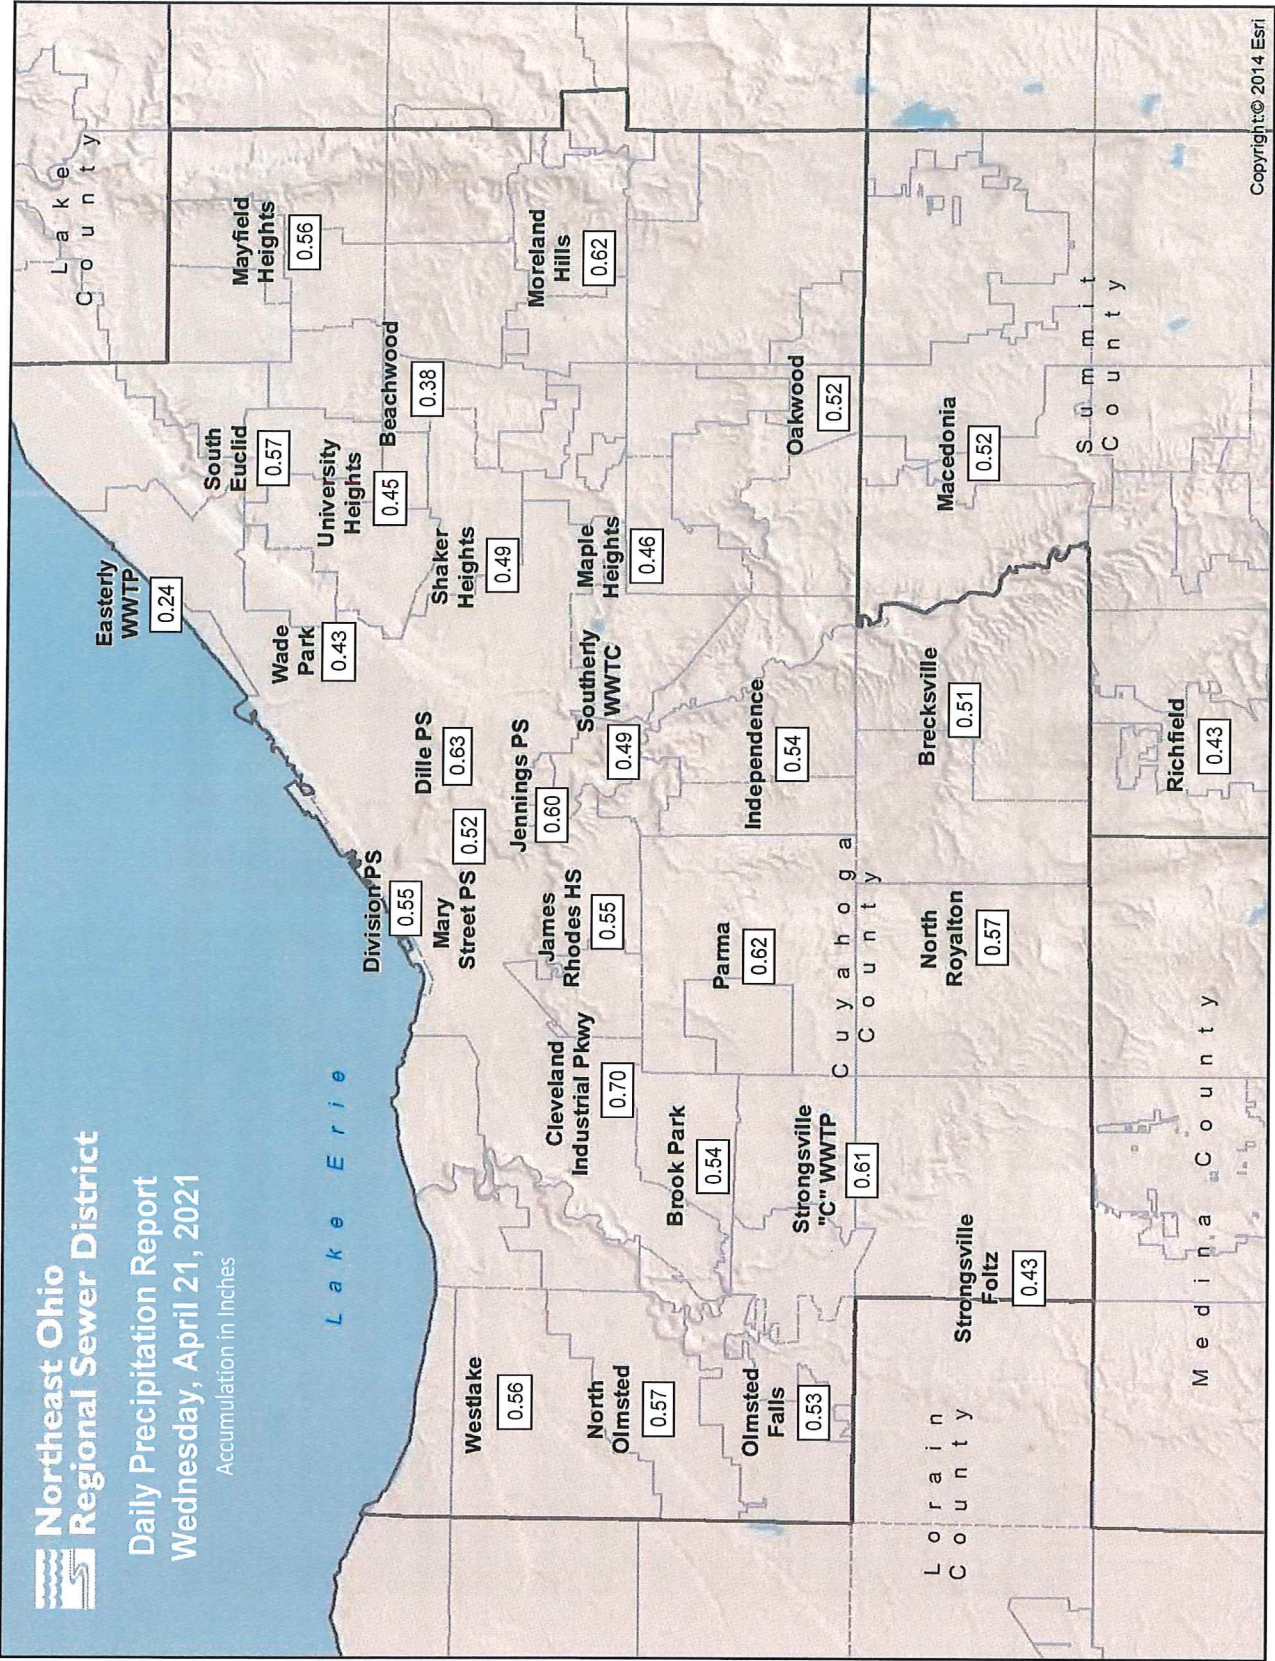 Northeast Ohio
Regional Sewer District
Daily Precipitation Report
Wednesday, April 21, 2021
Accumulation in Inches
Lake Erie
Lake
County
Easterly
WWTP
0.24
South
Euclid
0.57
Mayfield
Heights
0.56
Wade
Park
0.43
University
Heights
0.45
Beachwood
0.38
Division PS
0.55
Dille PS
0.63
Shaker
Heights
0.49
Mary
Street PS
0.52
Moreland
Hills
0.62
Westlake
0.56
Jennings PS
0.60
Cleveland
Industrial Pkwy
0.70
James
Rhodes HS
0.55
Southerly
WWTC
0.49
Maple
Heights
0.46
North
Olmsted
0.57
Brook Park
0.54
Parma
0.62
Independence
0.54
Oakwood
0.52
Olmsted
Falls
0.53
Strongsville
"C" WWTP
0.61
Cuyahoga
County
Lorain
County
Strongsville
Foltz
0.43
North
Royalton
0.57
Brecksville
0.51
Macedonia
0.52
Summit
County
Medina County
Richfield
0.43
Copyright:© 2014 Esri